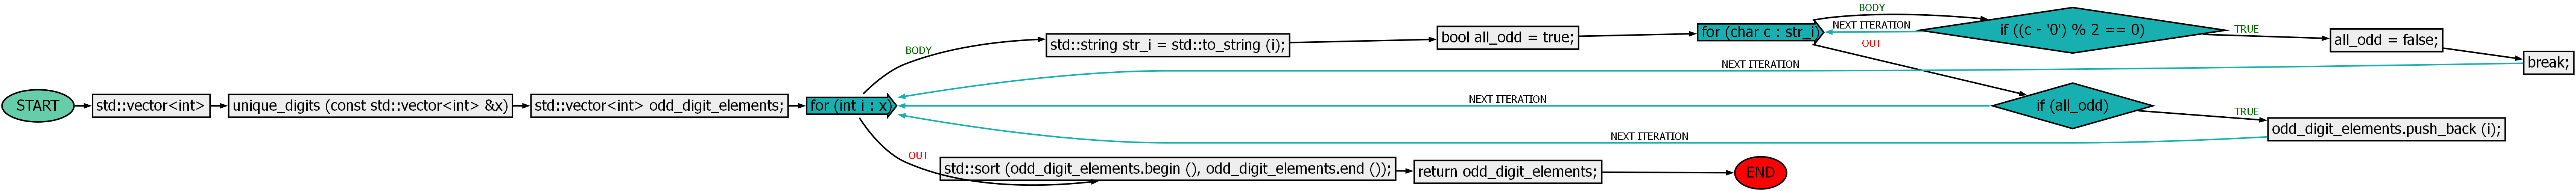 START
std::vector<int>
unique_digits (const std::vector<int> &x)
std::vector<int> odd_digit_elements;
for (int i : x)
BODY
std::string str_i = std::to_string (i);
bool all_odd = true;
for (char c : str_i)
BODY
NEXT ITERATION
if ((c - '0') % 2 == 0)
TRUE
all_odd = false;
break;
NEXT ITERATION
OUT
if (all_odd)
NEXT ITERATION
TRUE
odd_digit_elements.push_back (i);
NEXT ITERATION
OUT
std::sort (odd_digit_elements.begin (), odd_digit_elements.end ());
return odd_digit_elements;
END